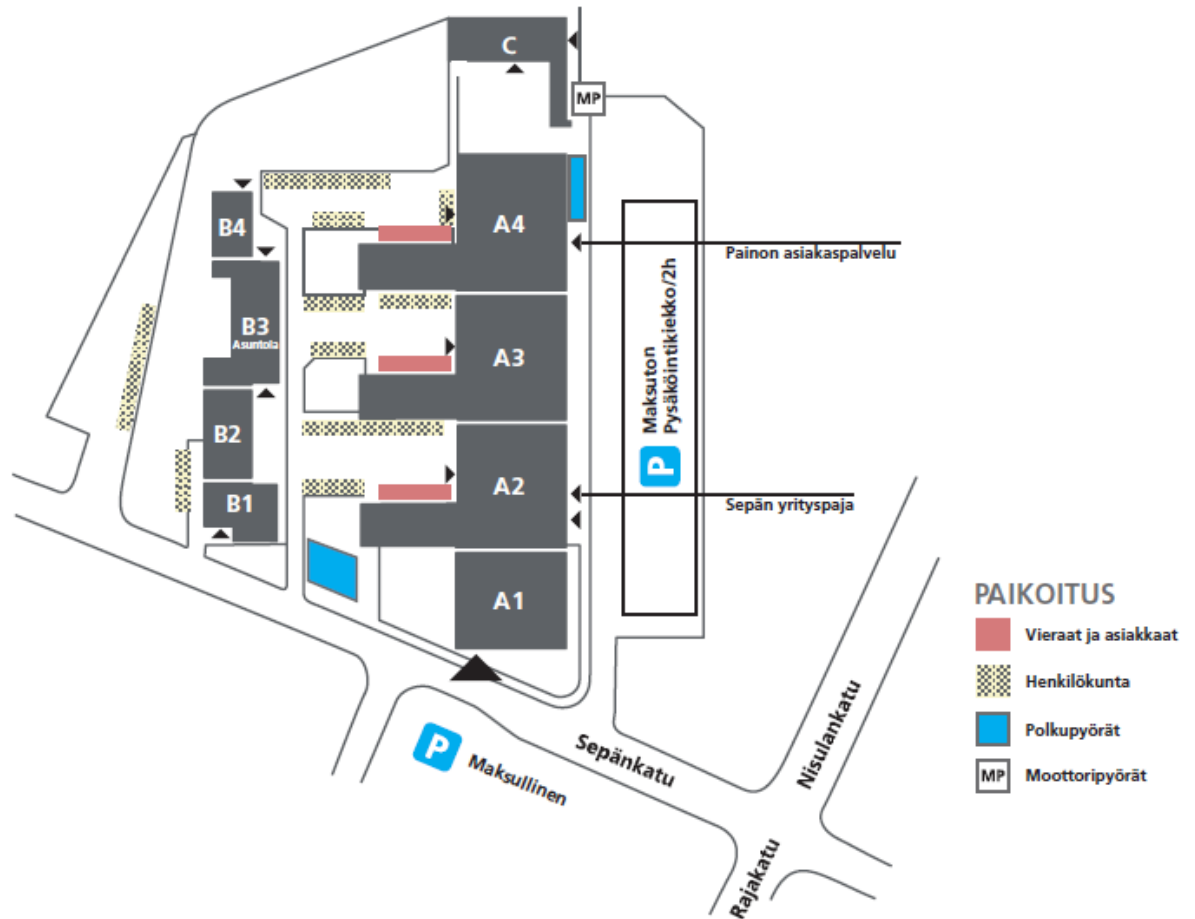 C
MP
B4
A4
Painon asiakaspalvelu
B3
Asuntola
A3
Maksuton
Pysäköintikiekko/2h
P
B2
A2
B1
Sepän yrityspaja
A1
PAIKOITUS
Vieraat ja asiakkaat
Henkilökunta
Polkupyörät
MP Moottoripyörät
P Maksullinen
Sepänkatu
Nisulankatu
Rajakatu